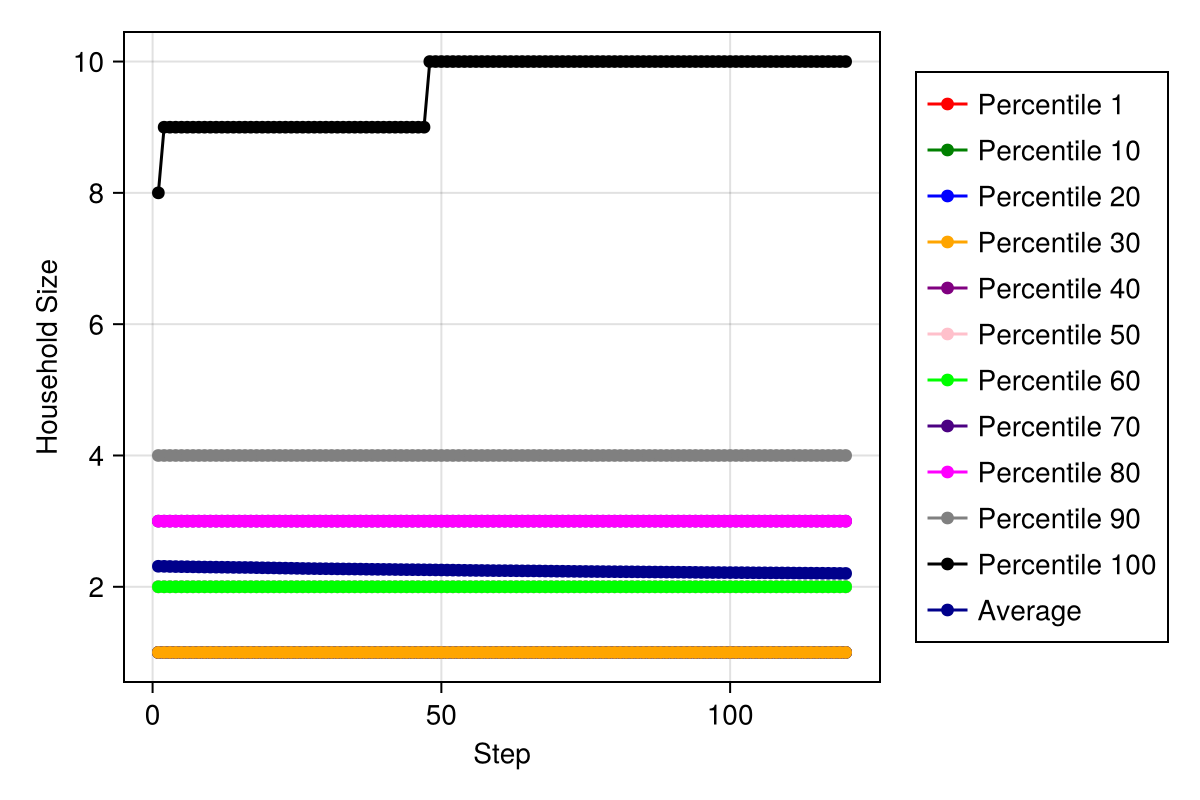 10
8
6
4
2
Household Size
0
50
100
Step
Percentile 1
Percentile 10
Percentile 20
Percentile 30
Percentile 40
Percentile 50
Percentile 60
Percentile 70
Percentile 80
Percentile 90
Percentile 100
Average